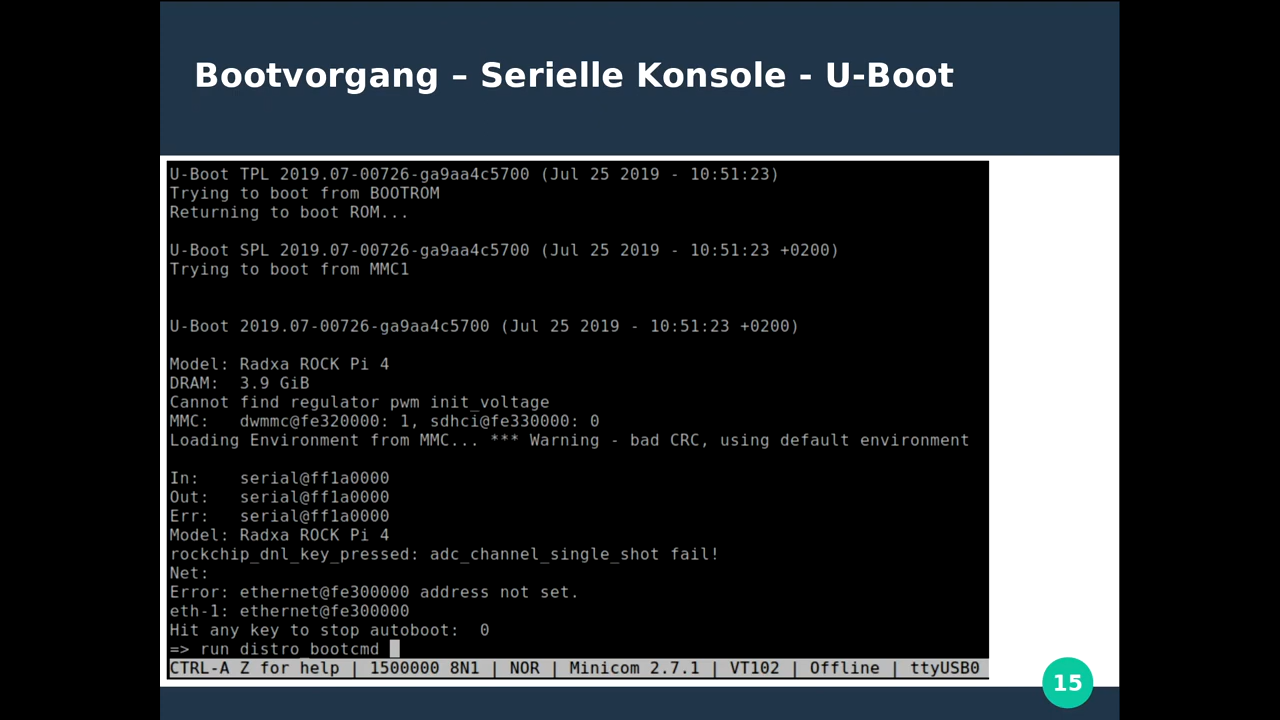 Bootvorgang – Serielle Konsole - U-Boot
U-Boot TPL 2019.07-00726-ga9aa4c5700 (Jul 25 2019 - 10:51:23)
Trying to boot from BOOTROM
Returning to boot ROM...
U-Boot SPL 2019.07-00726-ga9aa4c5700 (Jul 25 2019 - 10:51:23 +0200)
Trying to boot from MMC1
U-Boot 2019.07-00726-ga9aa4c5700 (Jul 25 2019 - 10:51:23 +0200)
Model: Radxa ROCK Pi 4
DRAM:  3.9 GiB
Cannot find regulator pwm init_voltage
MMC:   dwmmc@fe320000: 1, sdhci@fe330000: 0
Loading Environment from MMC... *** Warning - bad CRC, using default environment
In:    serial@ff1a0000
Out:   serial@ff1a0000
Err:   serial@ff1a0000
Model: Radxa ROCK Pi 4
rockchip_dnl_key_pressed: adc_channel_single_shot fail!
Net:
Error: ethernet@fe300000 address not set.
eth-1: ethernet@fe300000
Hit any key to stop autoboot:  0
=> run distro_bootcmd
CTRL-A Z for help | 1500000 8N1 | NOR | Minicom 2.7.1 | VT102 | Offline | ttyUSB0
15